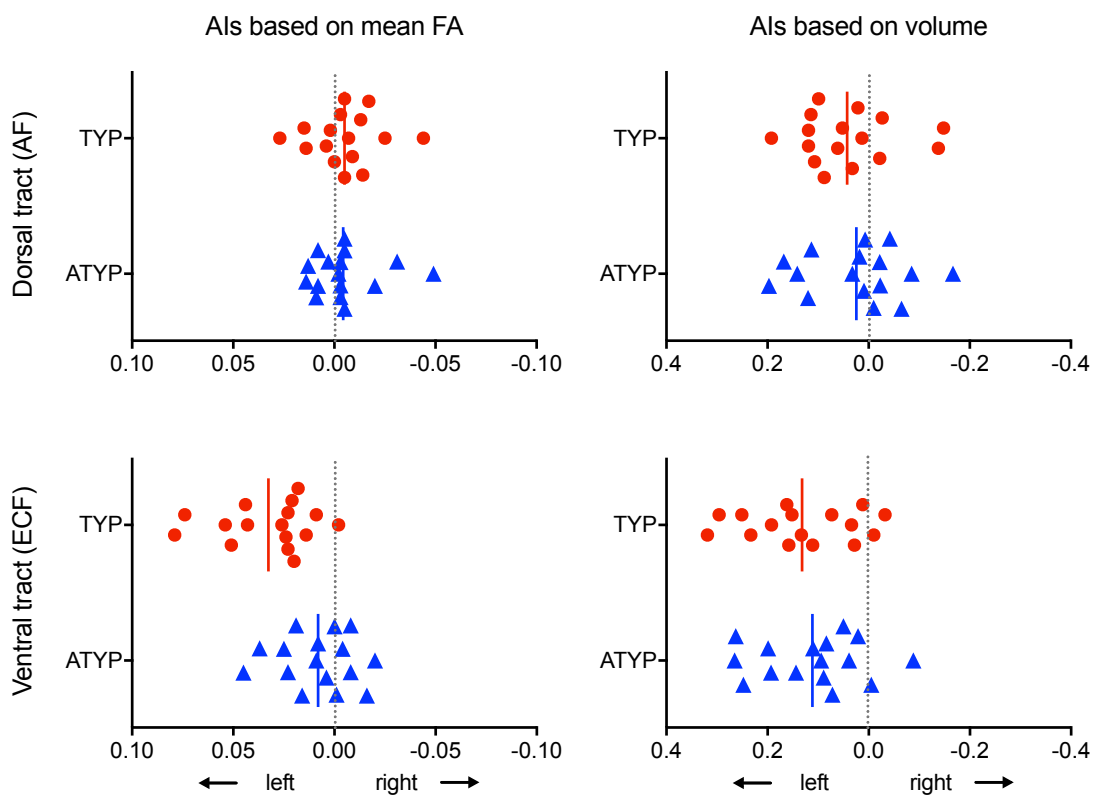 AIs based on mean FA
AIs based on volume
Dorsal tract (AF)
TYP
ATYP
0.10 0.05 0.00 -0.05 -0.10
TYP
ATYP
0.4 0.2 0.0 -0.2 -0.4
Ventral tract (ECF)
TYP
ATYP
0.10 0.05 0.00 -0.05 -0.10
left right
TYP
ATYP
0.4 0.2 0.0 -0.2 -0.4
left right